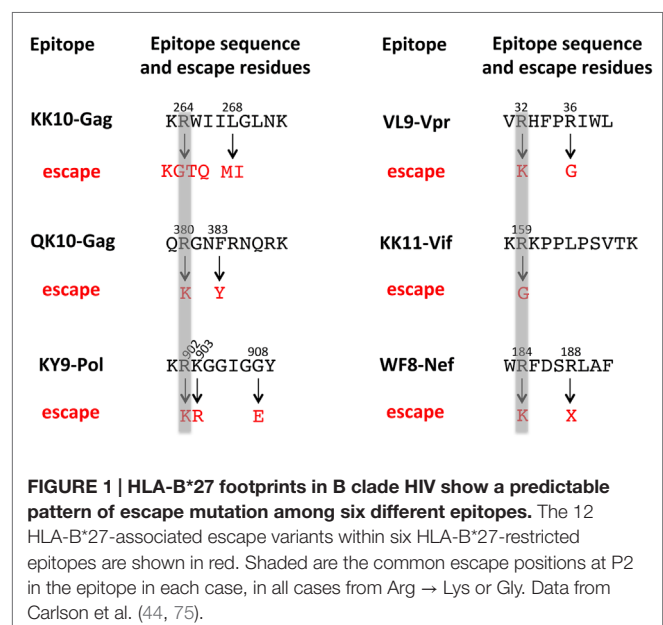 Epitope
Epitope sequence
and escape residues
264 268
KK10-Gag KRWIILGLNK
escape KGTQ MI
380 383
QK10-Gag QRGNFRNQRK
escape K Y
902 903 908
KY9-Pol KRKGGIGGY
escape KR E
Epitope
Epitope sequence
and escape residues
32 36
VL9-Vpr VRHFPRIWL
escape K G
159
KK11-Vif KRKPPLPSVTK
escape G
184 188
WF8-Nef WRFDSRLAF
escape K X
FIGURE 1 | HLA-B*27 footprints in B clade HIV show a predictable
pattern of escape mutation among six different epitopes. The 12
HLA-B*27-associated escape variants within six HLA-B*27-restricted
epitopes are shown in red. Shaded are the common escape positions at P2
in the epitope in each case, in all cases from Arg → Lys or Gly. Data from
Carlson et al. (44, 75).